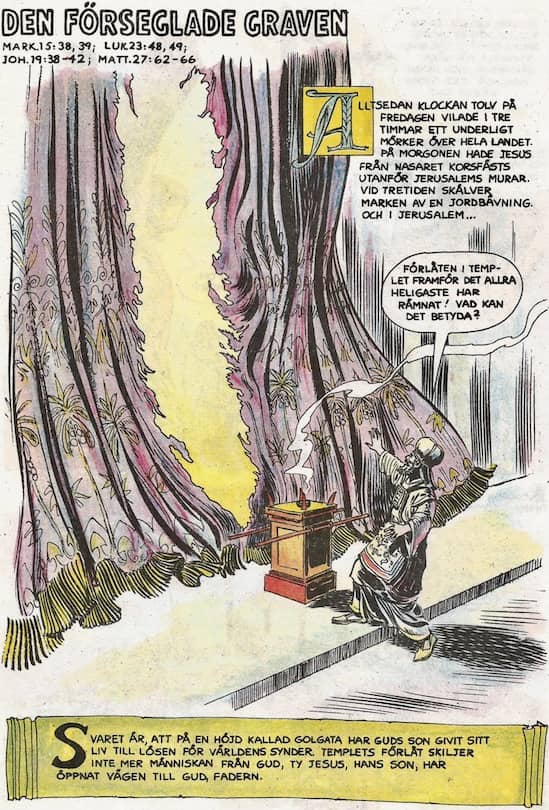 DEN FÖRSEGLADE GRAVEN
MARK.15:38, 39; LUK.23:48, 49;
JOH.19:38-42; MATT.27:62-66
ALLTSEDAN KLOCKAN TOLV PÅ
FREDAGEN VILADE I TRE
TIMMAR ETT UNDERLIGT
MÖRKER ÖVER HELA LANDET.
PÅ MORGONEN HADE JESUS
FRÅN NASARET KORSFÄSTS
UTANFÖR JERUSALEMS MURAR.
VID TRETIDEN SKÄLVER
MARKEN AV EN JORDBÄVNING.
OCH I JERUSALEM...
FÖRLÅTEN I TEMP-
LET FRAMFÖR DET ALLRA
HELIGASTE HAR
RÄMNAT! VAD KAN
DET BETYDA?
SVARET ÄR, ATT PÅ EN HÖJD KALLAD GOLGATA HAR GUDS SON GIVIT SITT
LIV TILL LÖSEN FÖR VÄRLDENS SYNDER. TEMPLETS FÖRLÅT SKILJER
INTE MER MÄNNISKAN FRÅN GUD, TY JESUS, HANS SON, HAR
ÖPPNAT VÄGEN TILL GUD, FADERN.